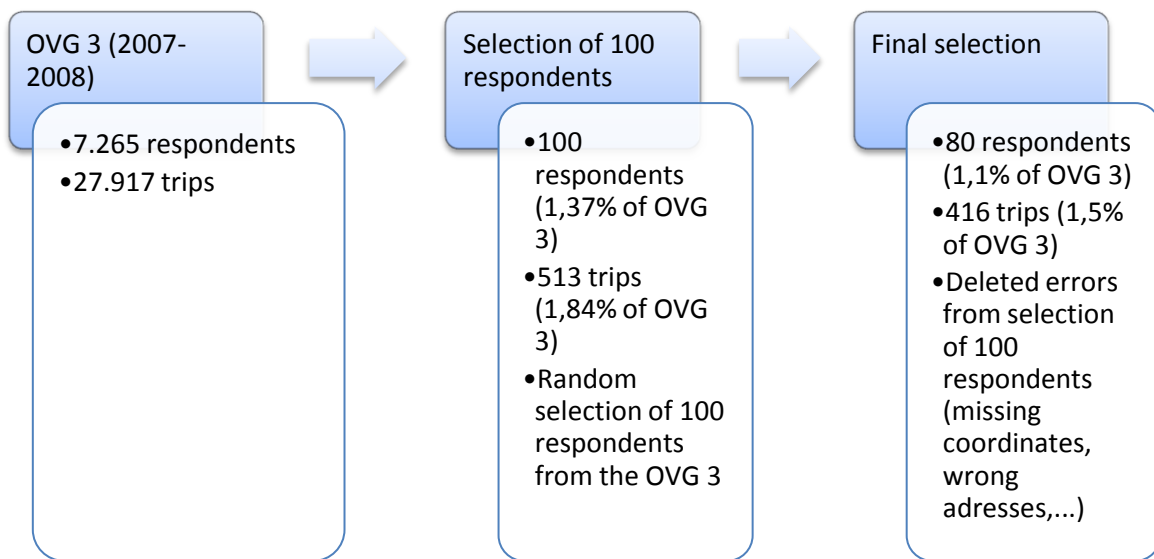 OVG 3 (2007-
2008)
•7.265 respondents
•27.917 trips
Selection of 100
respondents
•100
respondents
(1,37% of OVG
3)
•513 trips
(1,84% of OVG
3)
•Random
selection of 100
respondents
from the OVG 3
Final selection
•80 respondents
(1,1% of OVG 3)
•416 trips (1,5%
of OVG 3)
•Deleted errors
from selection
of 100
respondents
(missing
coordinates,
wrong
adresses,...)